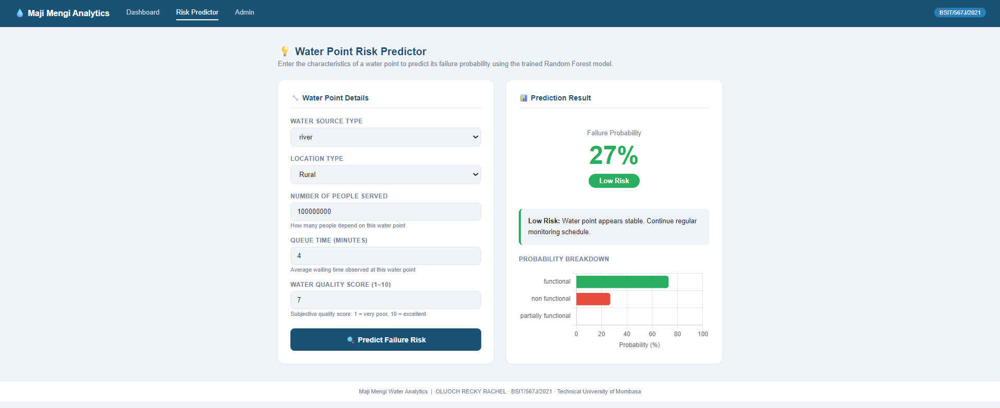 Maji Mengi Analytics
Dashboard
Risk Predictor
Admin
BSIT/567J/2021
Water Point Risk Predictor
Enter the characteristics of a water point to predict its failure probability using the trained Random Forest model.
Water Point Details
WATER SOURCE TYPE
river
LOCATION TYPE
Rural
NUMBER OF PEOPLE SERVED
100000000
How many people depend on this water point
QUEUE TIME (MINUTES)
4
Average waiting time observed at this water point
WATER QUALITY SCORE (1–10)
7
Subjective quality score: 1 = very poor, 10 = excellent
Predict Failure Risk
Prediction Result
Failure Probability
27%
Low Risk
Low Risk: Water point appears stable. Continue regular
monitoring schedule.
PROBABILITY BREAKDOWN
functional
non functional
partially functional
0 20 40 60 80 100
Probability (%)
Maji Mengi Water Analytics | OLUOCH RECKY RACHEL · BSIT/567J/2021 · Technical University of Mombasa